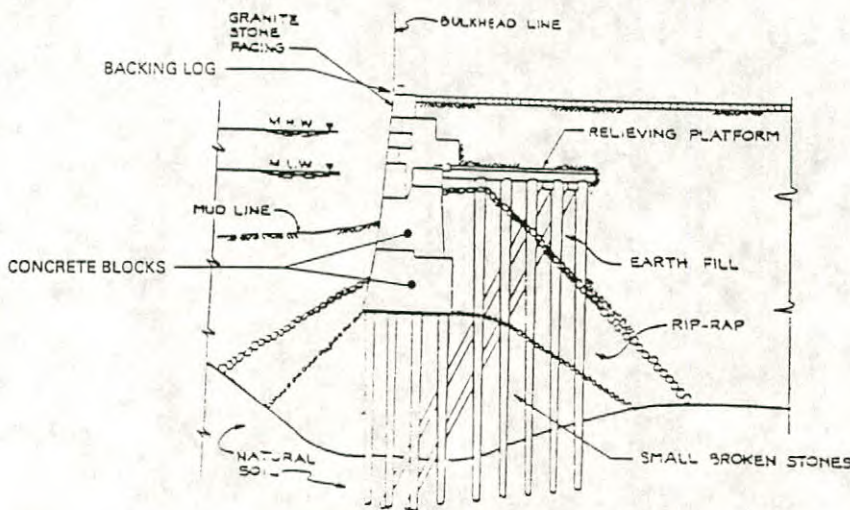 GRANITE
STONE
FACING
BULKHEAD LINE
BACKING LOG
M.H.W.
RELIEVING PLATFORM
M.L.W.
MUD LINE
CONCRETE BLOCKS
EARTH FILL
RIP-RAP
NATURAL
SOIL
SMALL BROKEN STONES